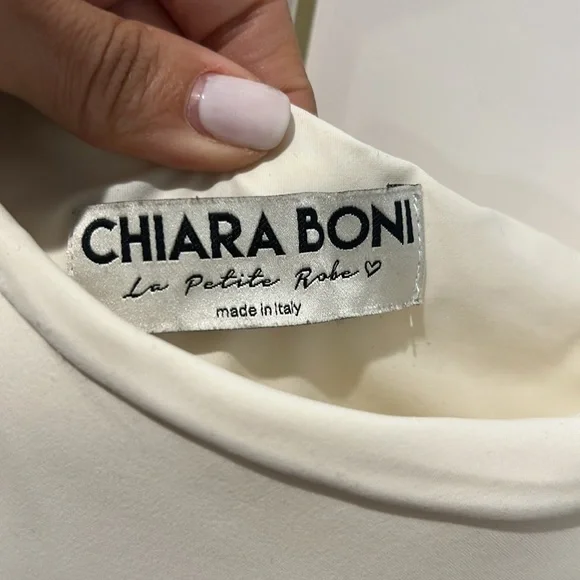 CHIARA BONI
La Petite Robe ♡
made in Italy